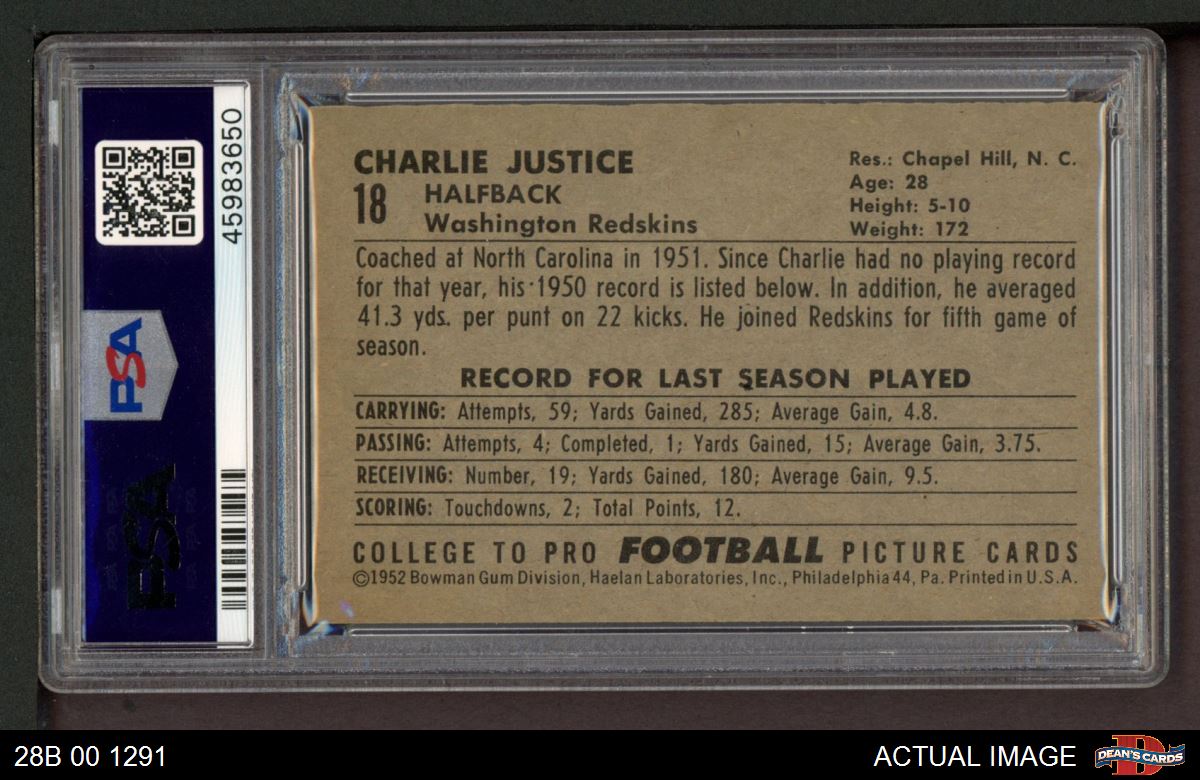 45983650
PSA
PSA
CHARLIE JUSTICE
18 HALFBACK
Washington Redskins
Res.: Chapel Hill, N. C.
Age: 28
Height: 5-10
Weight: 172
Coached at North Carolina in 1951. Since Charlie had no playing record
for that year, his 1950 record is listed below. In addition, he averaged
41.3 yds. per punt on 22 kicks. He joined Redskins for fifth game of
season.
RECORD FOR LAST SEASON PLAYED
CARRYING: Attempts, 59; Yards Gained, 285; Average Gain, 4.8.
PASSING: Attempts, 4; Completed, 1; Yards Gained, 15; Average Gain, 3.75.
RECEIVING: Number, 19; Yards Gained, 180; Average Gain, 9.5.
SCORING: Touchdowns, 2; Total Points, 12.
COLLEGE TO PRO FOOTBALL PICTURE CARDS
©1952 Bowman Gum Division, Haelan Laboratories, Inc., Philadelphia 44, Pa. Printed in U.S.A.
28B 00 1291
ACTUAL IMAGE
D
DEAN'S CARDS